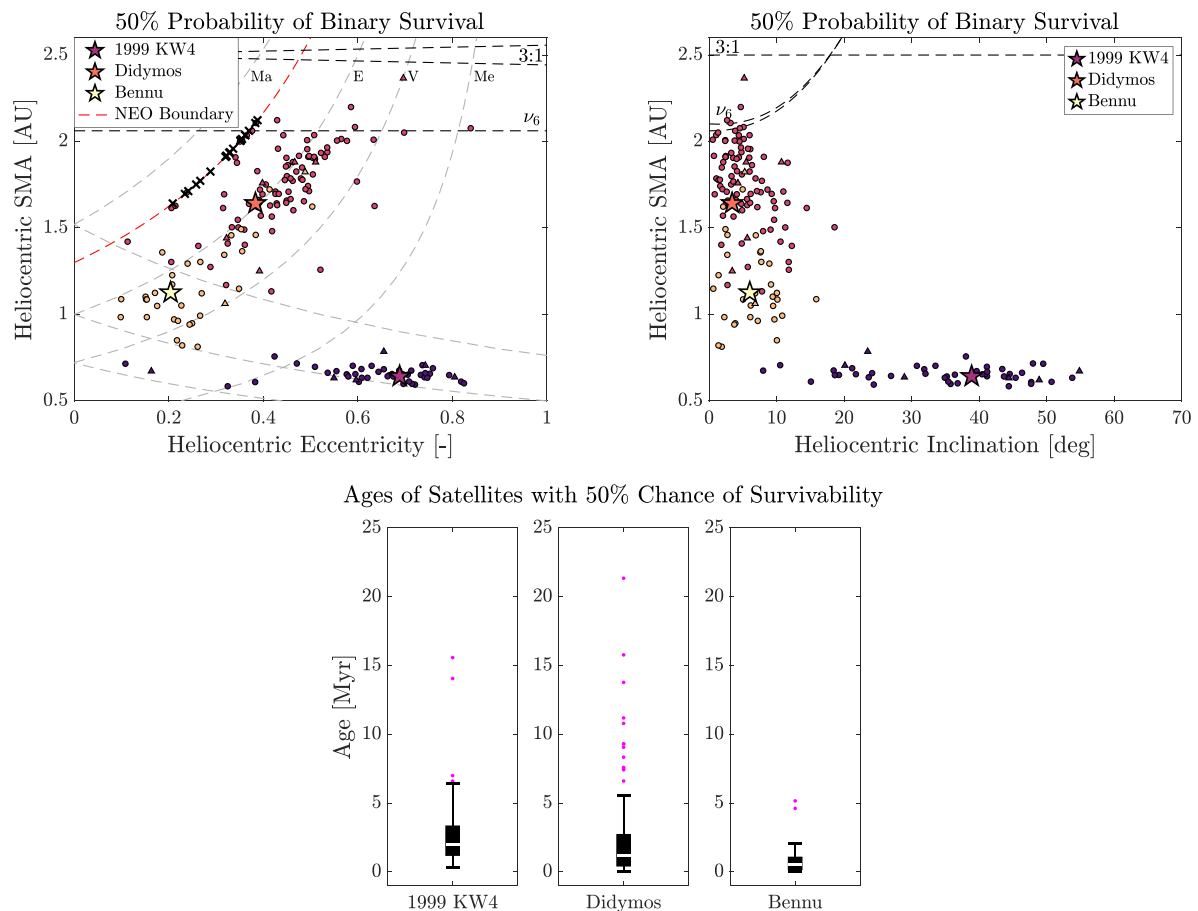 50% Probability of Binary Survival
2.5
2
1.5
1
0.5
Heliocentric SMA [AU]
1999 KW4
Didymos
Bennu
NEO Boundary
Ma
E
V
Me
3:1
ν6
0
0.2
0.4
0.6
0.8
1
Heliocentric Eccentricity [-]
50% Probability of Binary Survival
2.5
2
1.5
1
0.5
Heliocentric SMA [AU]
3:1
ν6
1999 KW4
Didymos
Bennu
0
10
20
30
40
50
60
70
Heliocentric Inclination [deg]
Ages of Satellites with 50% Chance of Survivability
Age [Myr]
25
20
15
10
5
0
1999 KW4
25
20
15
10
5
0
Didymos
25
20
15
10
5
0
Bennu